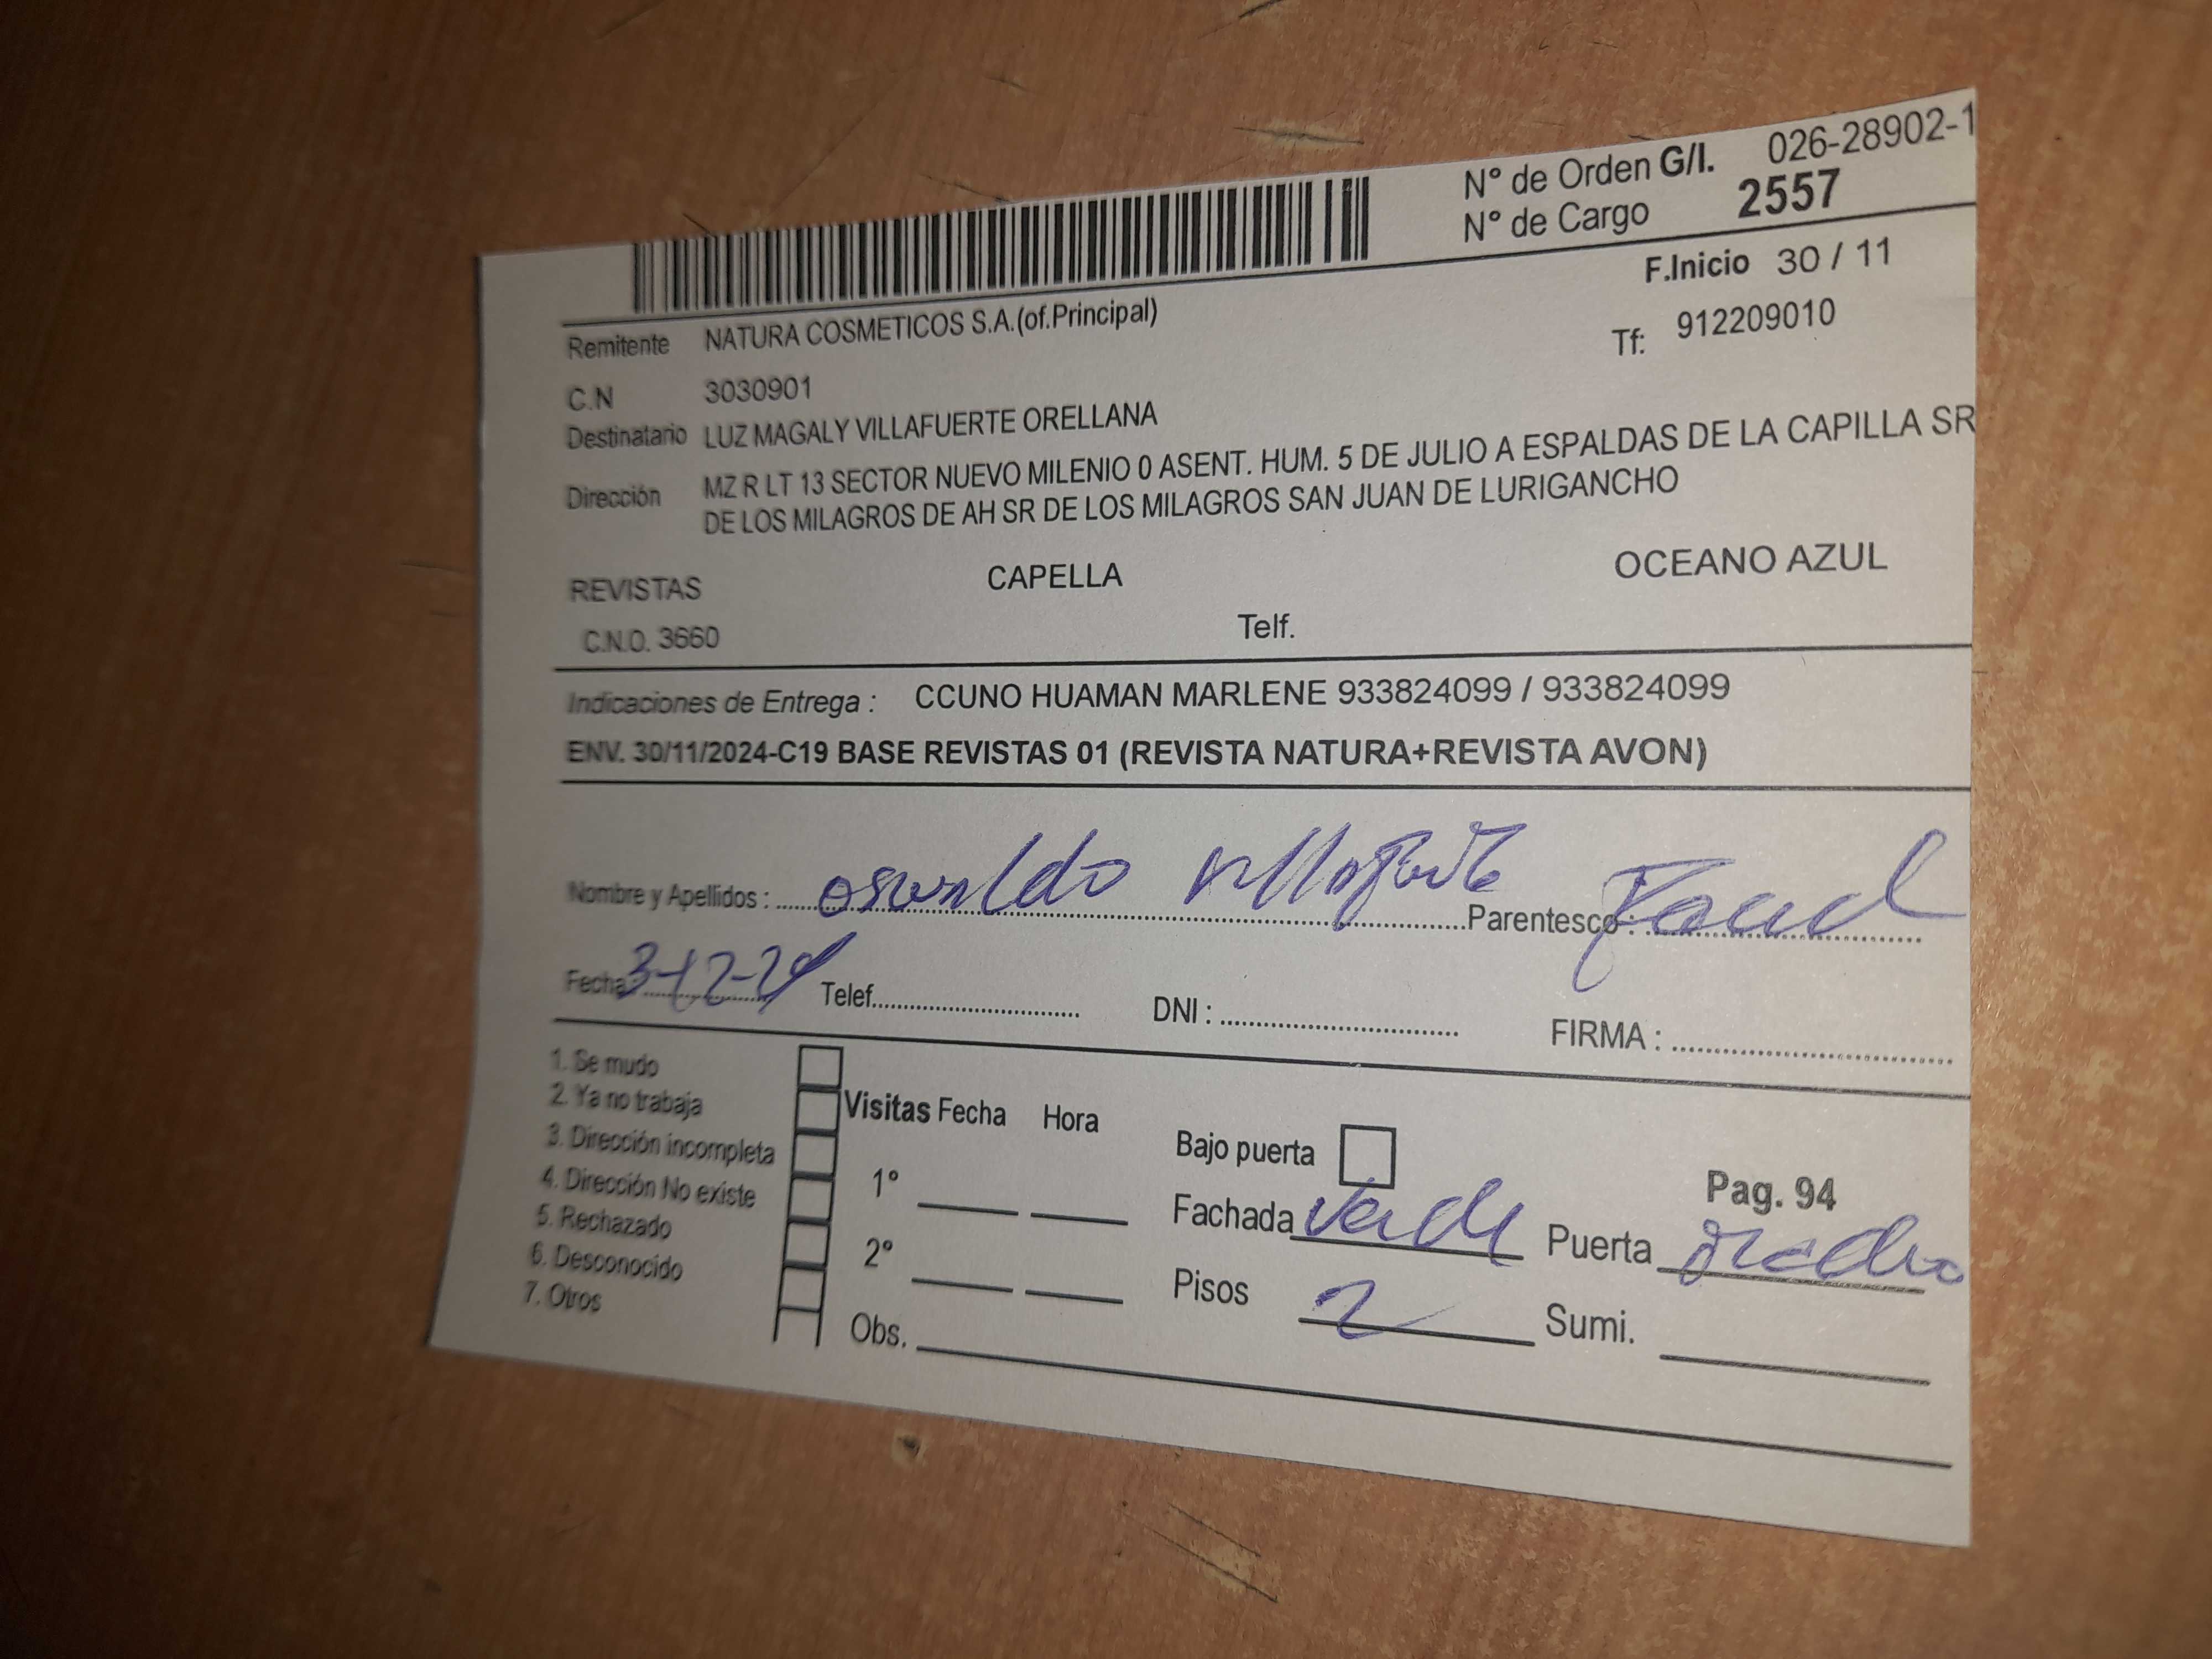 N° de Orden G/I. 026-28902-1
N° de Cargo 2557
F.Inicio 30 / 11
Remitente NATURA COSMETICOS S.A.(of.Principal)
Tf: 912209010
C.N 3030901
Destinatario LUZ MAGALY VILLAFUERTE ORELLANA
Dirección MZ R LT 13 SECTOR NUEVO MILENIO 0 ASENT. HUM. 5 DE JULIO A ESPALDAS DE LA CAPILLA SR
DE LOS MILAGROS DE AH SR DE LOS MILAGROS SAN JUAN DE LURIGANCHO
REVISTAS CAPELLA OCEANO AZUL
C.N.O. 3660 Telf.
Indicaciones de Entrega : CCUNO HUAMAN MARLENE 933824099 / 933824099
ENV. 30/11/2024-C19 BASE REVISTAS 01 (REVISTA NATURA+REVISTA AVON)
Nombre y Apellidos : oswaldo Parentesco :
Fecha: 3-12-24 Telef. DNI : FIRMA :
1. Se mudo
2. Ya no trabaja
3. Dirección incompleta
4. Dirección No existe
5. Rechazado
6. Desconocido
7. Otros
Visitas Fecha Hora
1°
2°
Obs.
Bajo puerta
Pag. 94
Fachada verde Puerta
Pisos 2 Sumi.